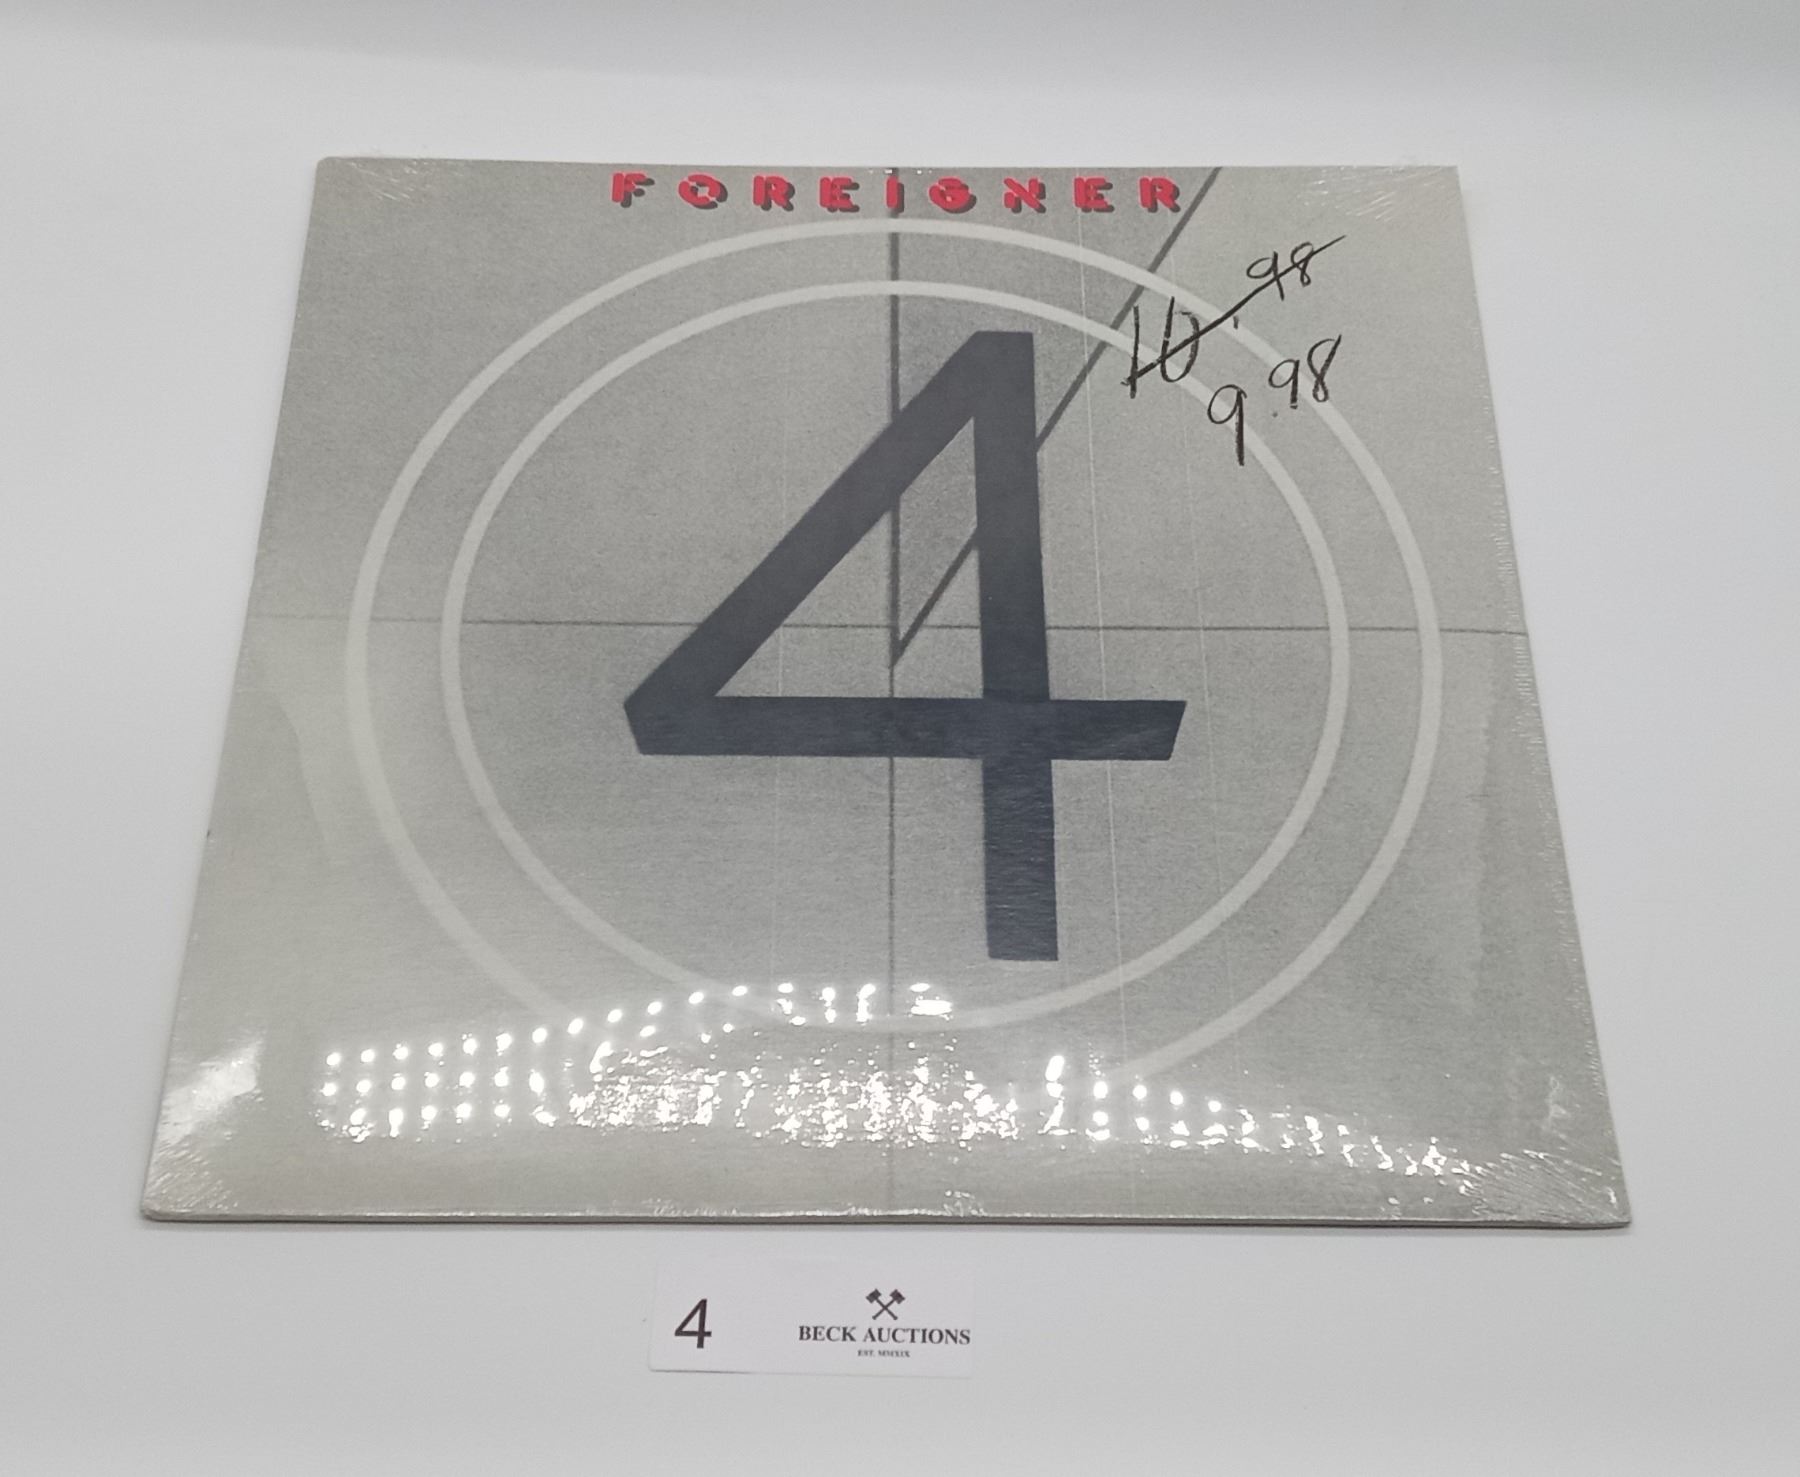 FOREIGNER
10.98
9.98
4
4
BECK AUCTIONS
EST. MMXIX